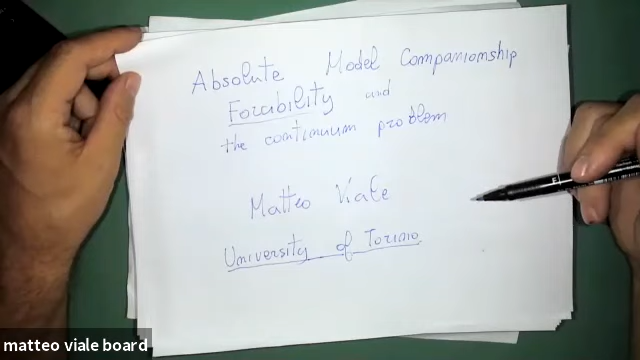 Absolute Model Companionship
Forcibility and
the continuum problem
Matteo Viale
University of Torino
matteo viale board